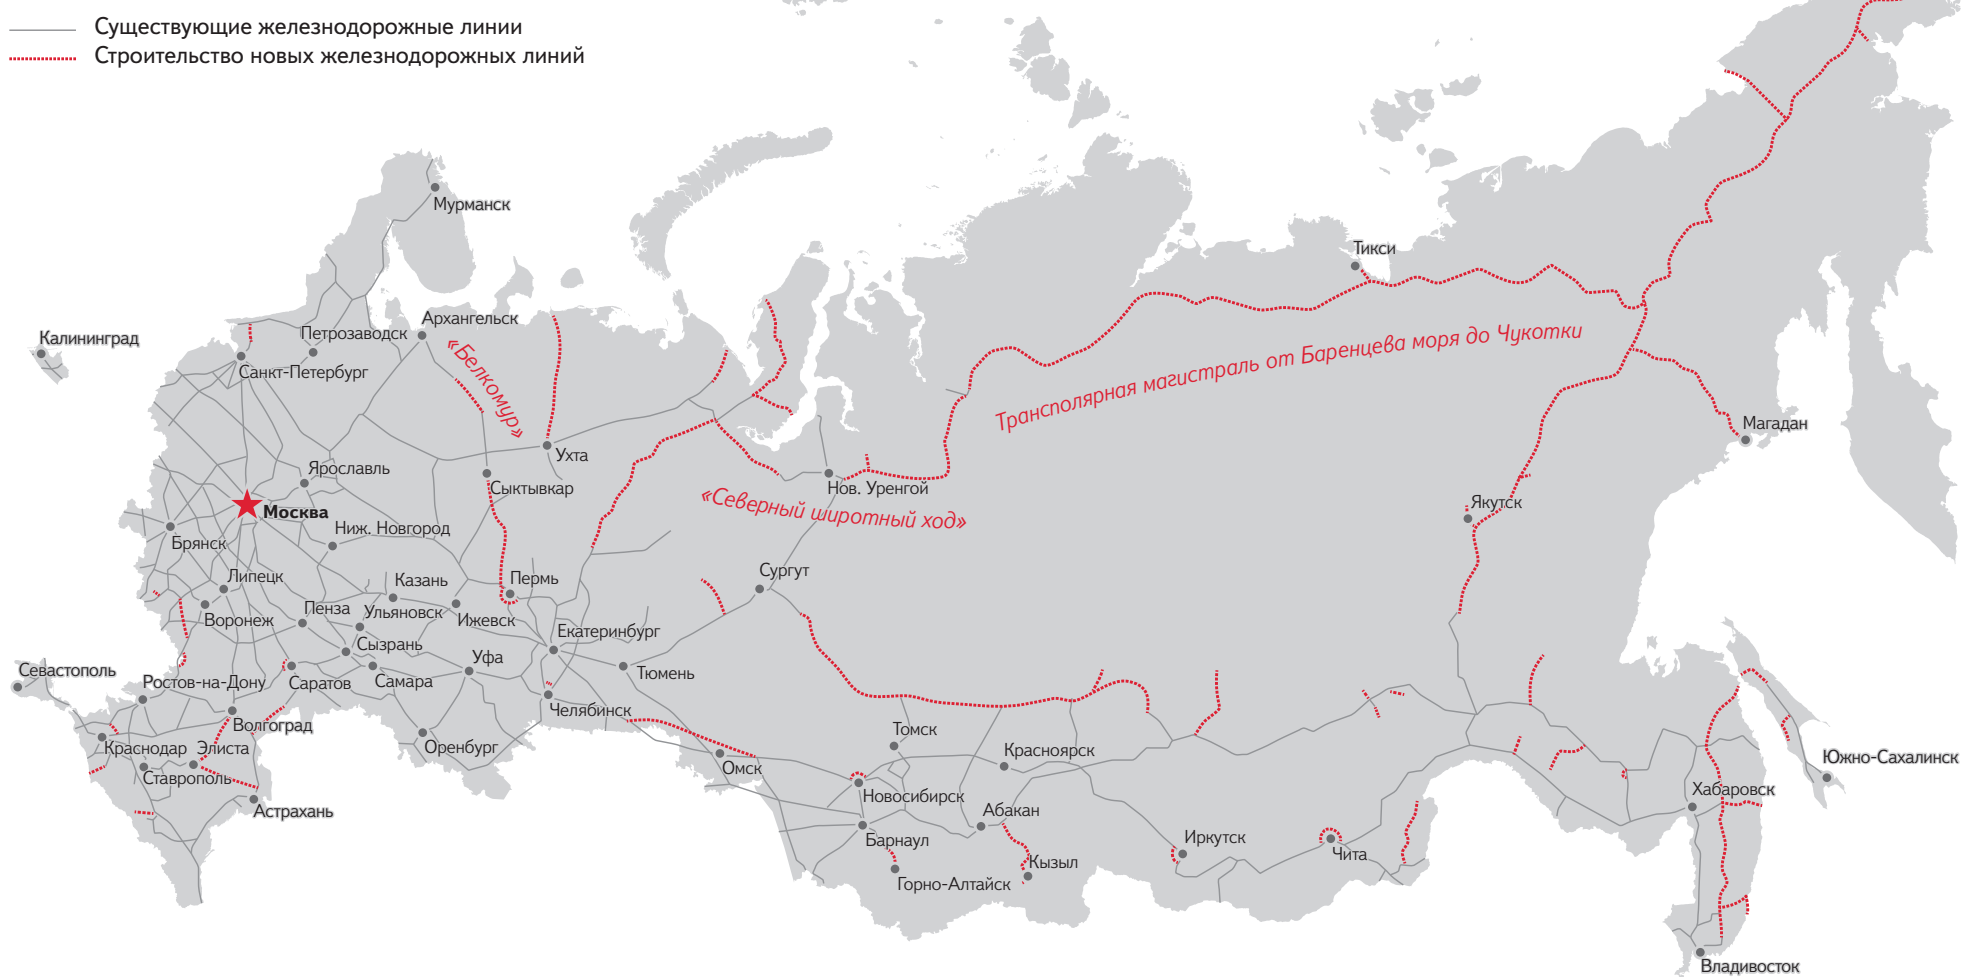 Существующие железнодорожные линии
Строительство новых железнодорожных линий
Мурманск
Тикси
Калининград
Петрозаводск
Архангельск
Санкт-Петербург
«Белкомур»
Трансполярная магистраль от Баренцева моря до Чукотки
Магадан
Ухта
Ярославль
Сыктывкар
Нов. Уренгой
«Северный широтный ход»
Якутск
Москва
Ниж. Новгород
Брянск
Сургут
Липецк
Казань
Пермь
Пенза
Ульяновск
Воронеж
Ижевск
Екатеринбург
Сызрань
Уфа
Севастополь
Тюмень
Ростов-на-Дону
Саратов
Самара
Челябинск
Волгоград
Томск
Краснодар
Элиста
Оренбург
Красноярск
Южно-Сахалинск
Омск
Ставрополь
Новосибирск
Хабаровск
Астрахань
Абакан
Барнаул
Иркутск
Чита
Кызыл
Горно-Алтайск
Владивосток